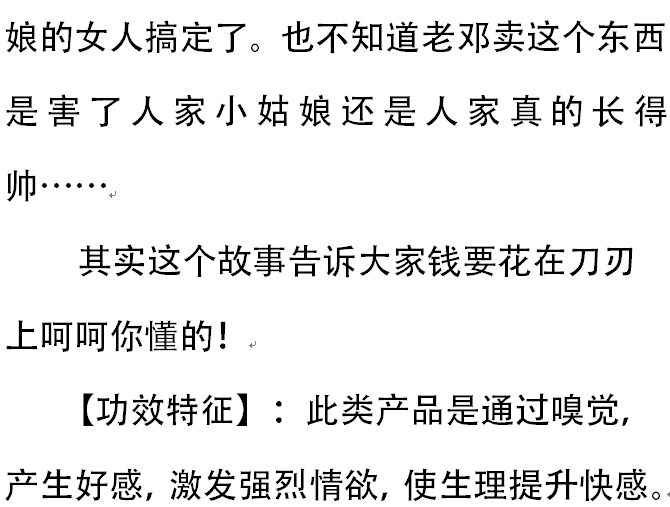 娘的女人搞定了。也不知道老邓卖这个东西
是害了人家小姑娘还是人家真的长得
帅……
其实这个故事告诉大家钱要花在刀刃
上呵呵你懂的！
【功效特征】：此类产品是通过嗅觉，
产生好感，激发强烈情欲，使生理提升快感。